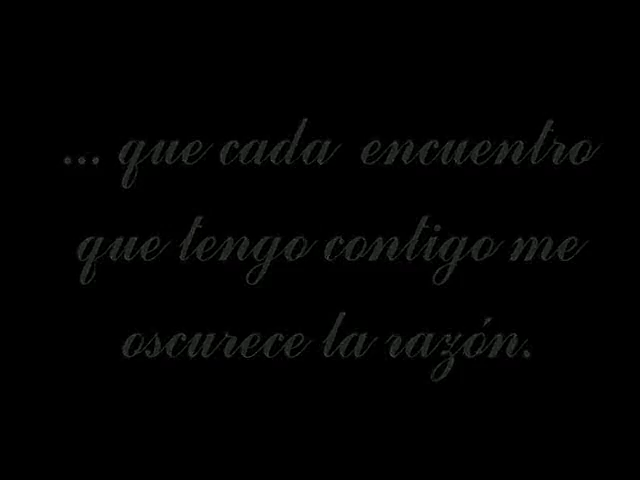 ... que cada encuentro
que tengo contigo me
oscurece la razón.